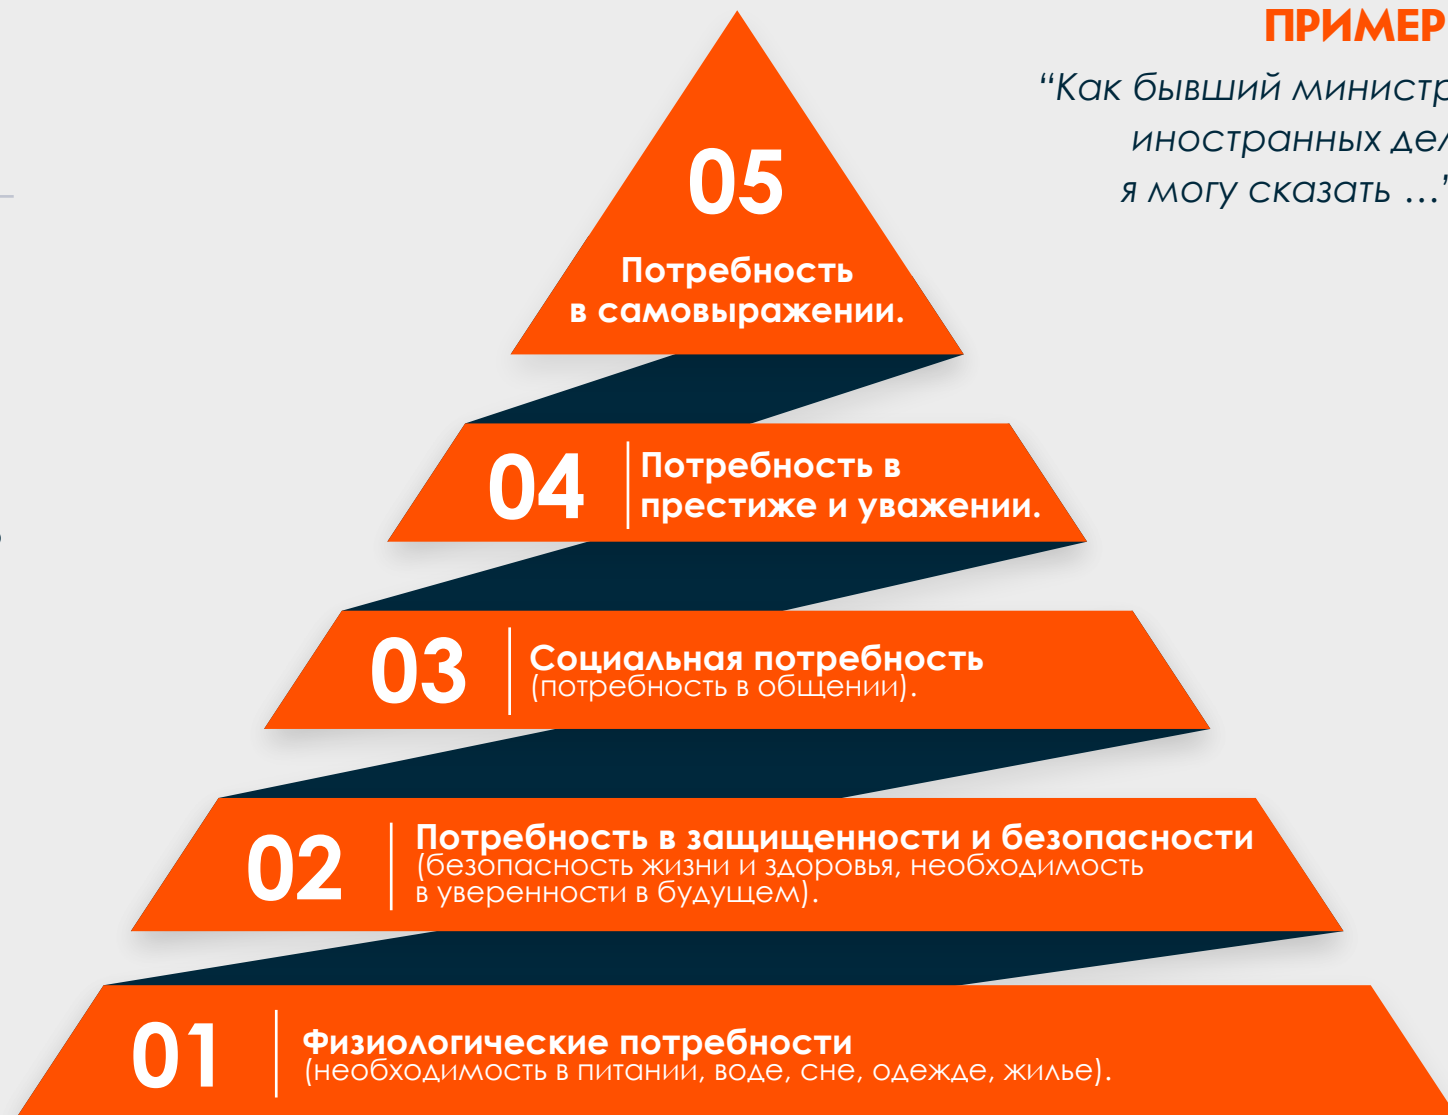 ПРИМЕР
“Как бывший министр
иностранных дел
я могу сказать …”
05
Потребность
в самовыражении.
04
Потребность в
престиже и уважении.
03
Социальная потребность
(потребность в общении).
02
Потребность в защищенности и безопасности
(безопасность жизни и здоровья, необходимость
в уверенности в будущем).
01
Физиологические потребности
(необходимость в питании, воде, сне, одежде, жилье).